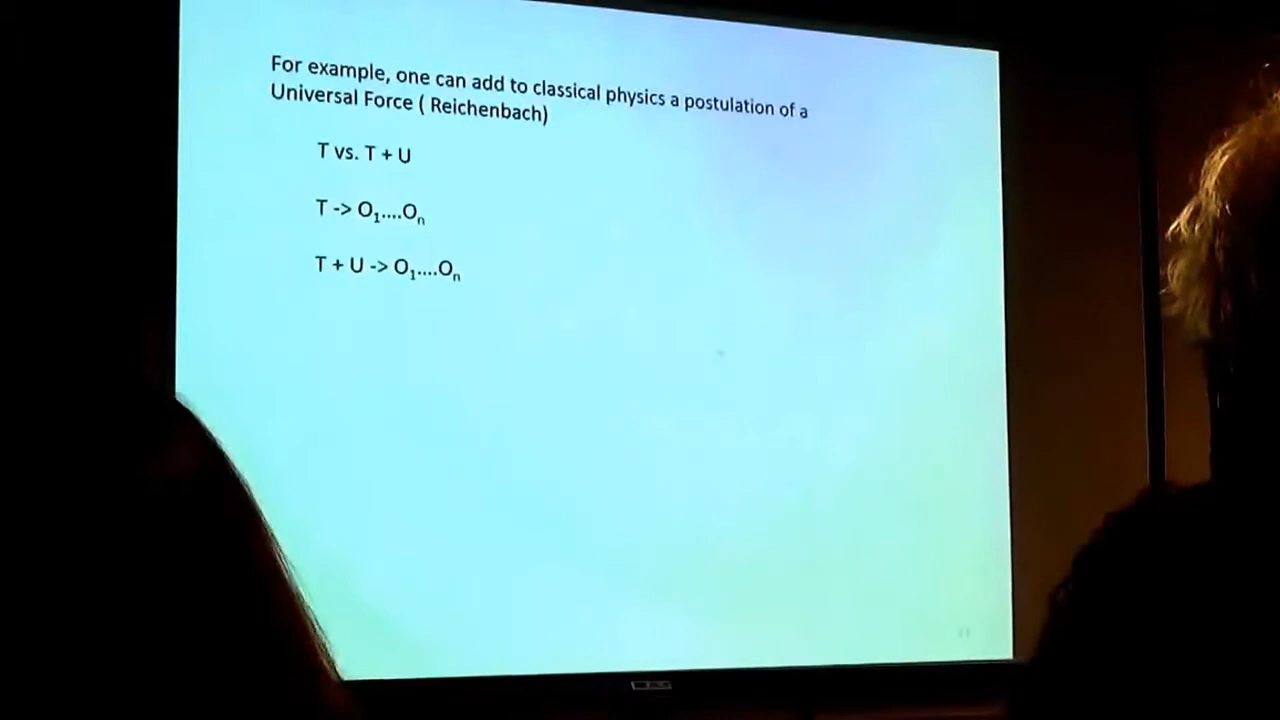 For example, one can add to classical physics a postulation of a
Universal Force ( Reichenbach)
T vs. T + U
T -> O₁....Oₙ
T + U -> O₁....Oₙ